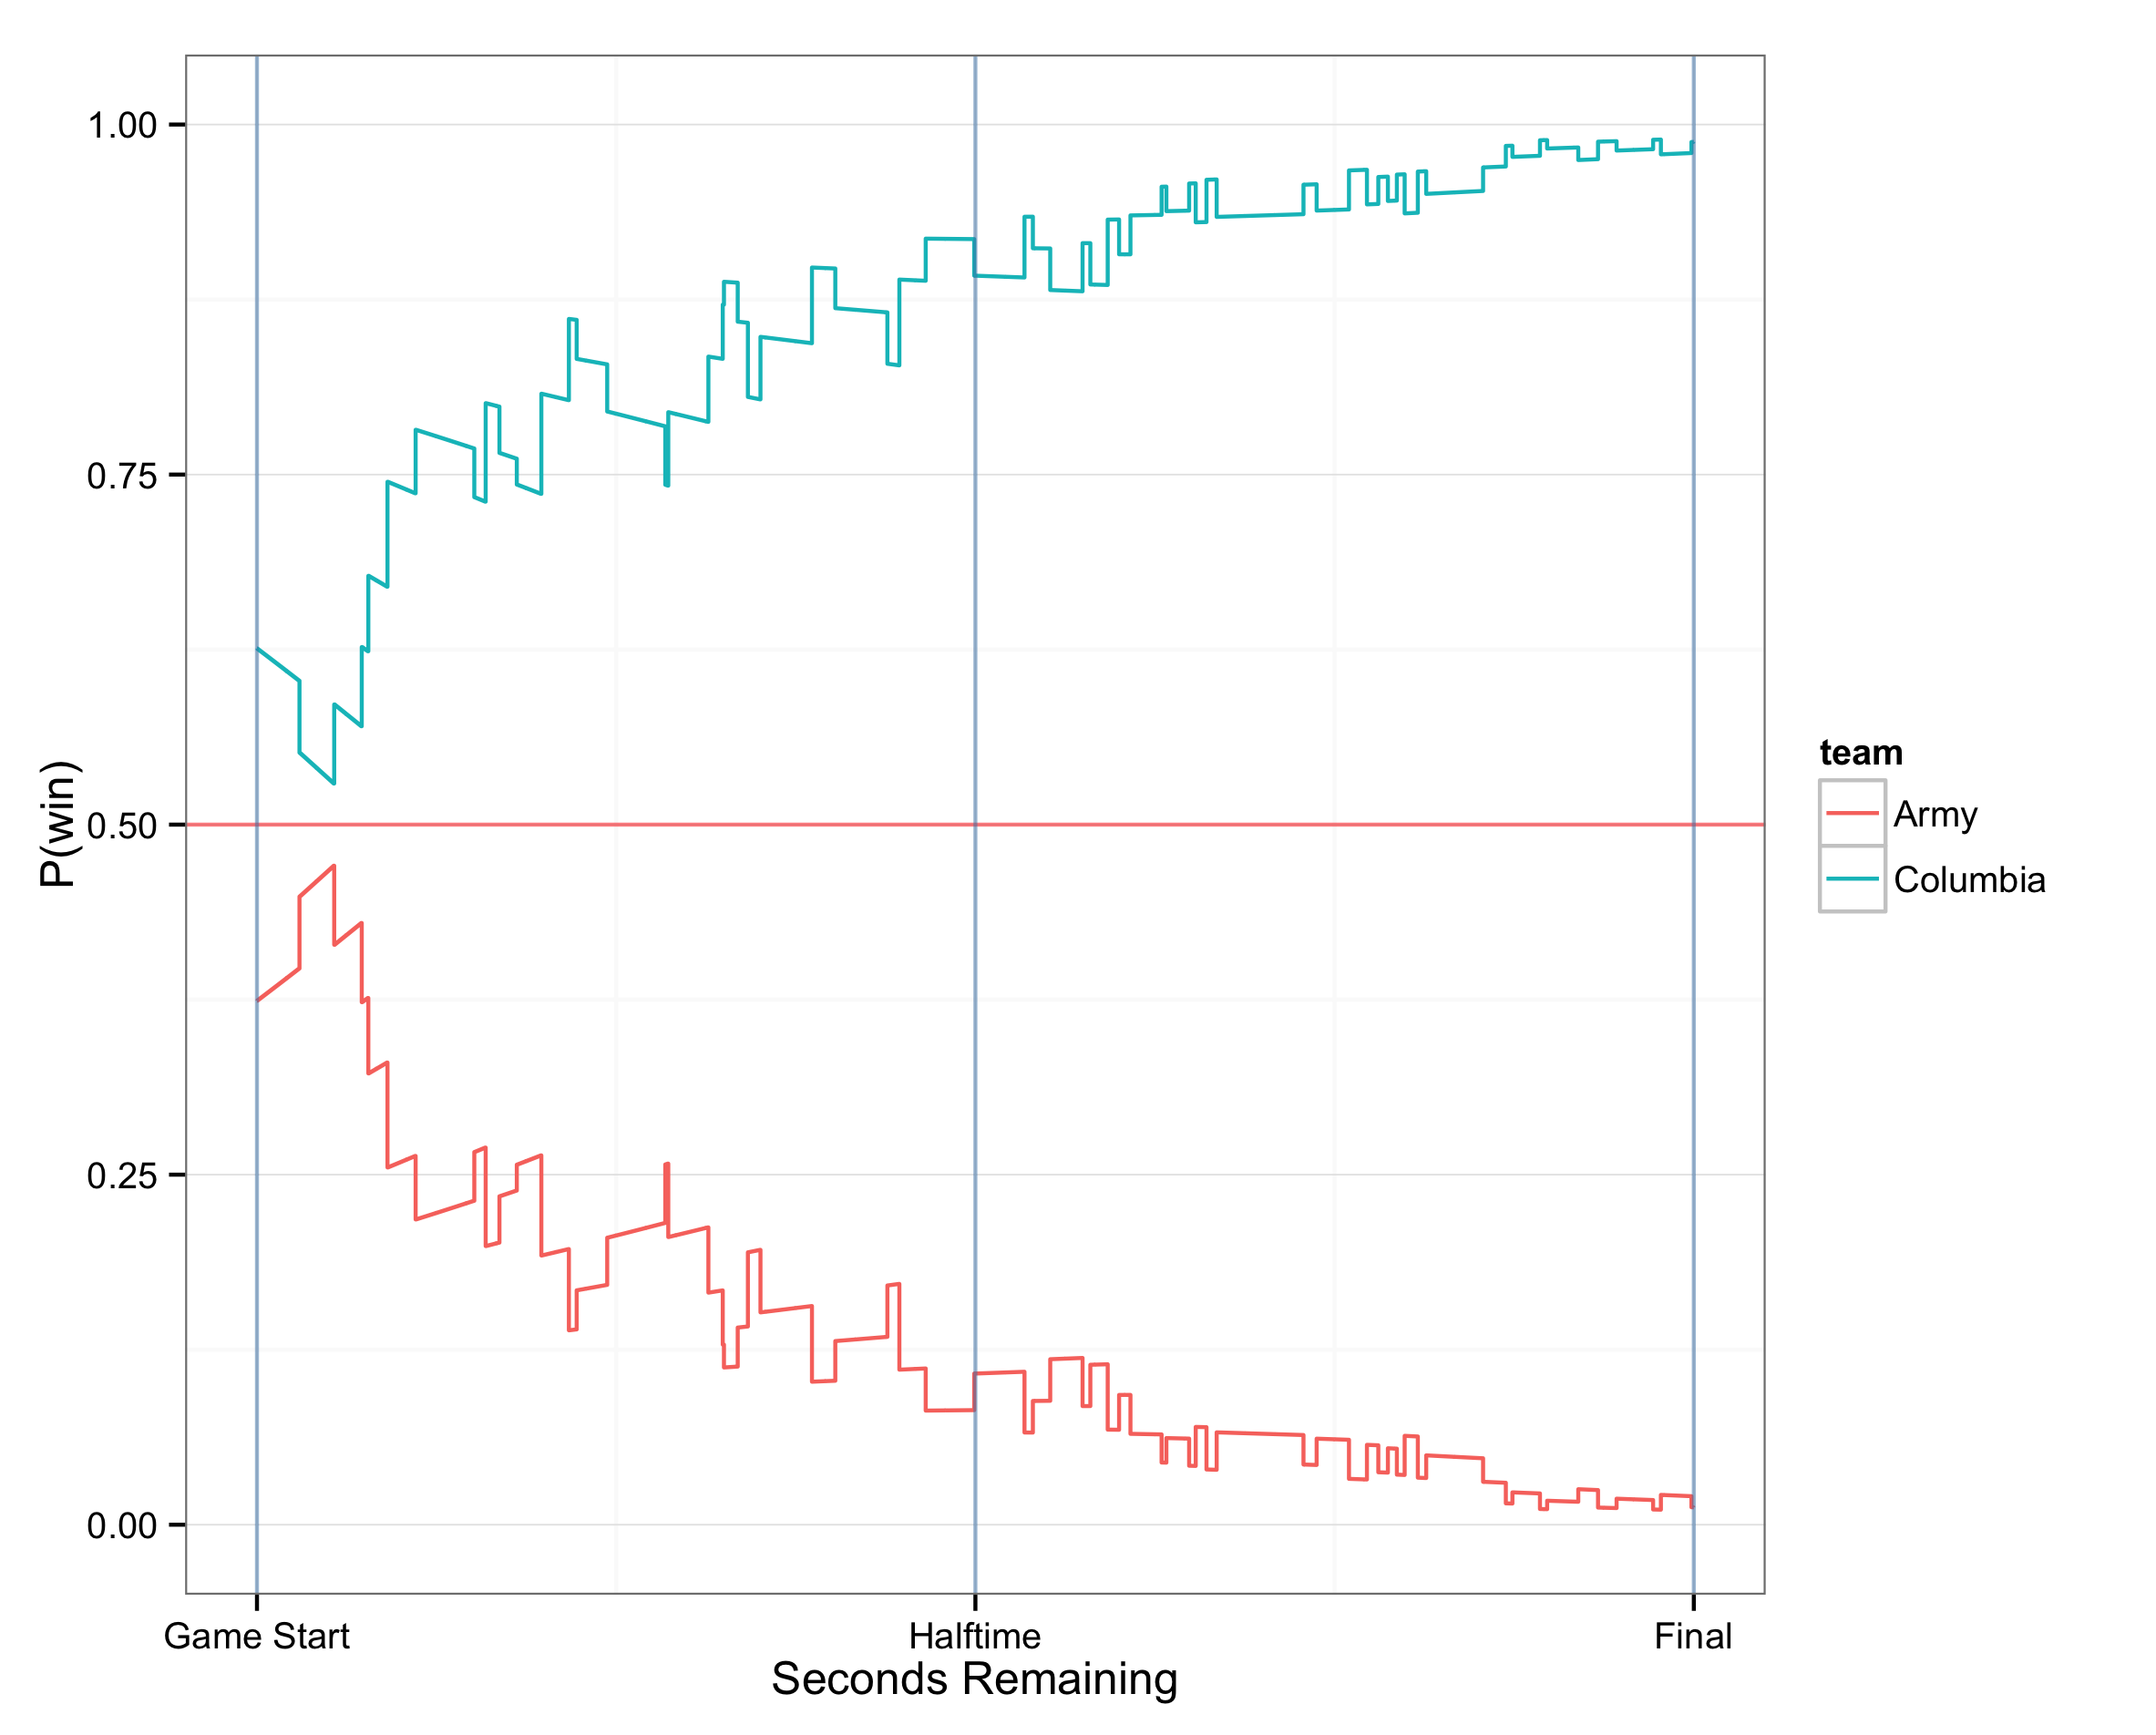 P(win)
1.00
0.75
0.50
0.25
0.00
Game Start
Halftime
Final
Seconds Remaining
team
Army
Columbia